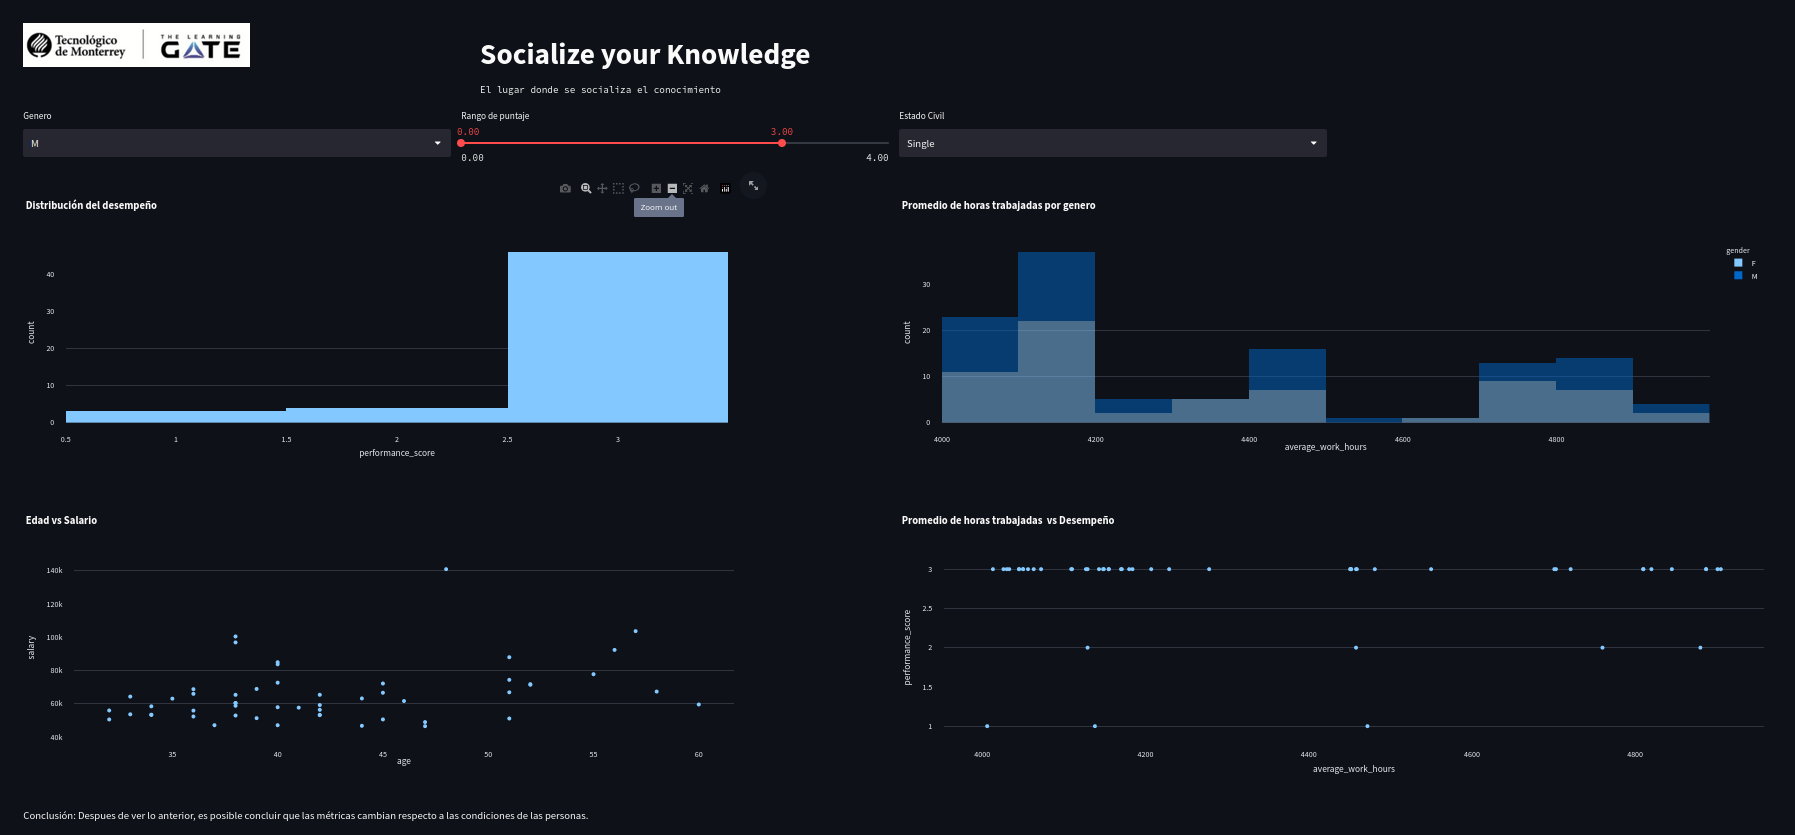 Tecnológico
de Monterrey
THE LEARNING
GATE
Socialize your Knowledge
El lugar donde se socializa el conocimiento
Genero
M
Rango de puntaje
0.00
3.00
0.00
4.00
Estado Civil
Single
Zoom out
Distribución del desempeño
count
40
30
20
10
0
0.5
1
1.5
2
2.5
3
performance_score
Promedio de horas trabajadas por genero
gender
F
M
count
30
20
10
0
4000
4200
4400
4600
4800
average_work_hours
Edad vs Salario
salary
140k
120k
100k
80k
60k
40k
35
40
45
50
55
60
age
Promedio de horas trabajadas vs Desempeño
performance_score
3
2.5
2
1.5
1
4000
4200
4400
4600
4800
average_work_hours
Conclusión: Despues de ver lo anterior, es posible concluir que las métricas cambian respecto a las condiciones de las personas.